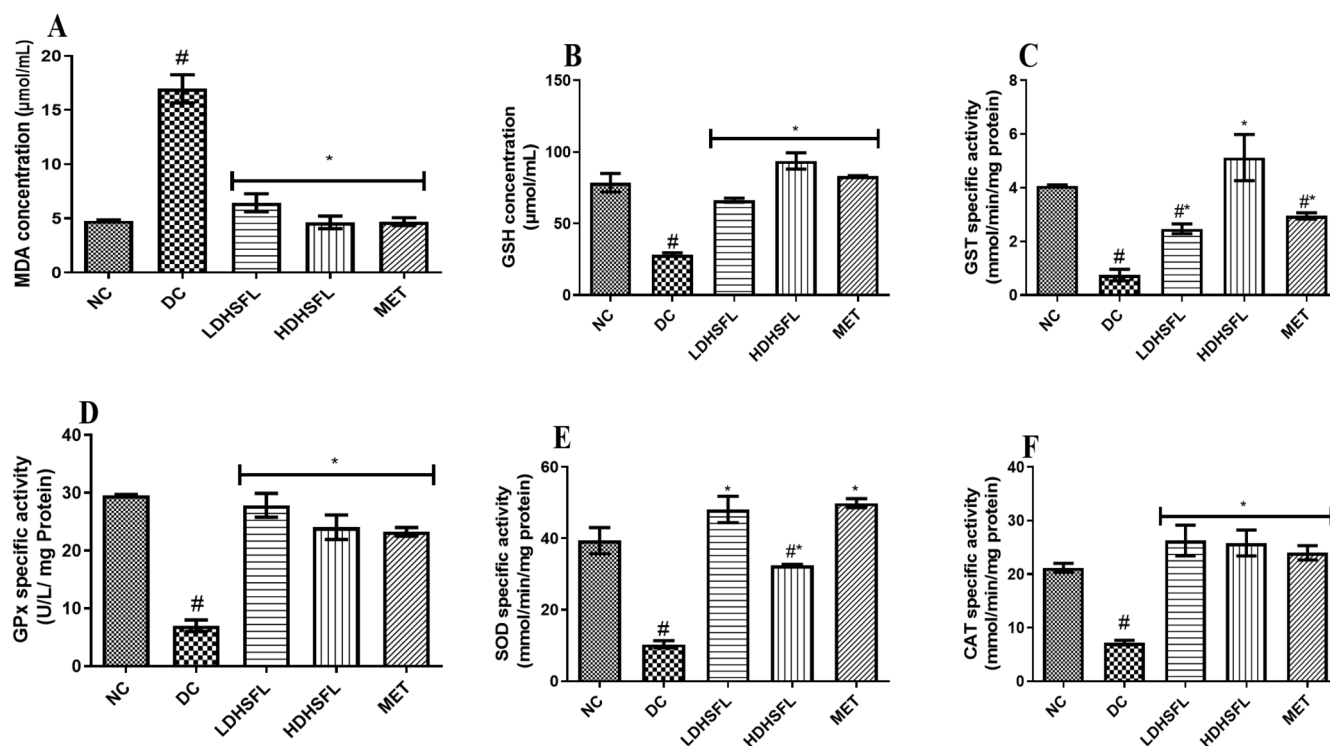 A
MDA concentration (μmol/mL)
20
15
10
5
0
#
*
NC
DC
LDHSFL
HDHSFL
MET
B
GSH concentration
(μmol/mL)
150
100
50
0
#
*
NC
DC
LDHSFL
HDHSFL
MET
C
GST specific activity
(mmol/min/mg protein)
8
6
4
2
0
#
#*
*
#*
NC
DC
LDHSFL
HDHSFL
MET
D
GPx specific activity
(U/L/ mg Protein)
40
30
20
10
0
#
*
NC
DC
LDHSFL
HDHSFL
MET
E
SOD specific activity
(mmol/min/mg protein)
60
40
20
0
#
*
#*
*
NC
DC
LDHSFL
HDHSFL
MET
F
CAT specific activity
(mmol/min/mg protein)
40
30
20
10
0
#
*
NC
DC
LDHSFL
HDHSFL
MET